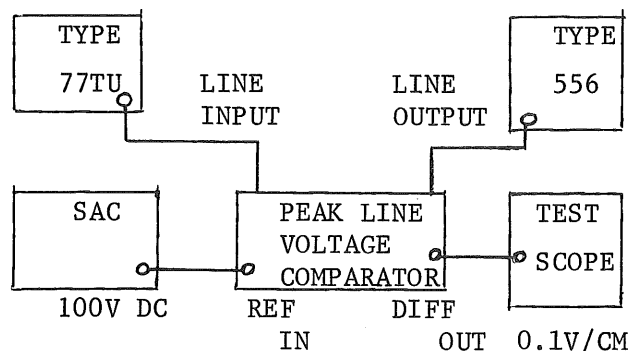 TYPE
77TU
LINE
INPUT
LINE
OUTPUT
TYPE
556
SAC
100V DC
PEAK LINE
VOLTAGE
COMPARATOR
REF
IN
DIFF
OUT
TEST
SCOPE
0.1V/CM